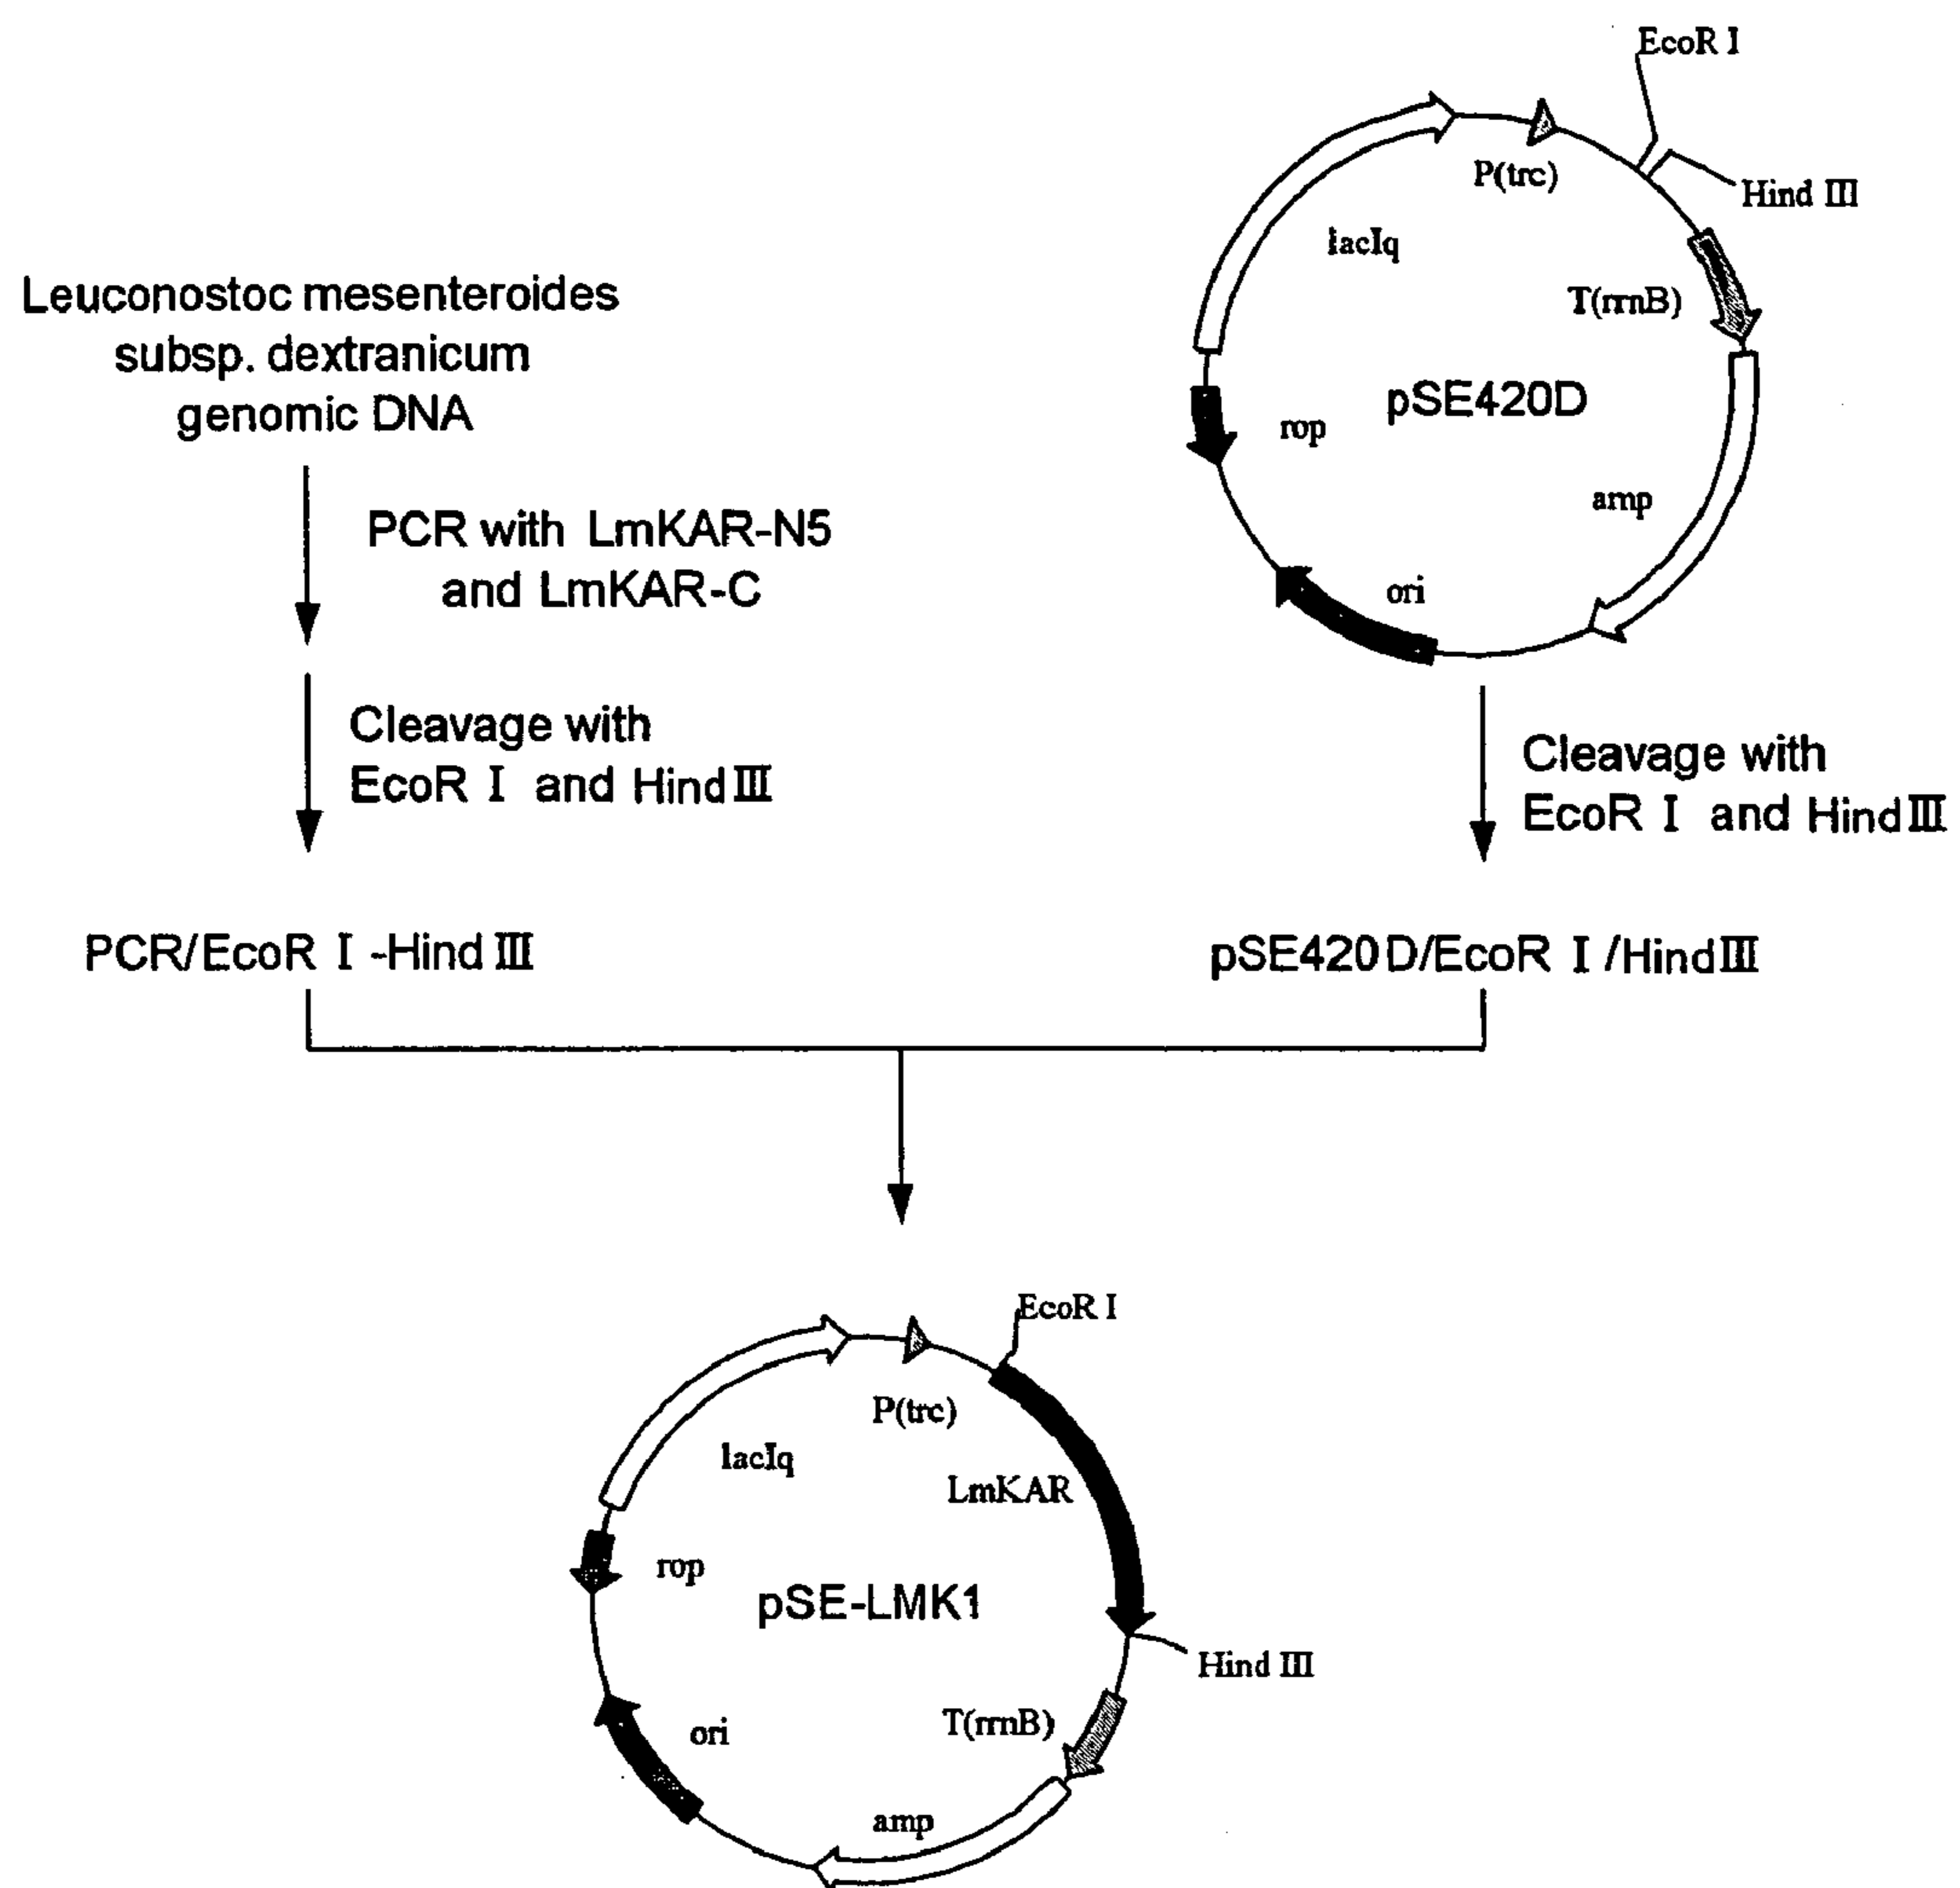 EcoR I
Hind III
P(trc)
lacIq
T(rrnB)
pSE420D
rop
amp
ori
Leuconostoc mesenteroides
subsp. dextranicum
genomic DNA
PCR with LmKAR-N5
and LmKAR-C
Cleavage with
EcoR I and Hind III
Cleavage with
EcoR I and Hind III
PCR/EcoR I -Hind III
pSE420D/EcoR I /Hind III
EcoR I
P(trc)
lacIq
LmKAR
rop
pSE-LMK1
Hind III
T(rrnB)
ori
amp